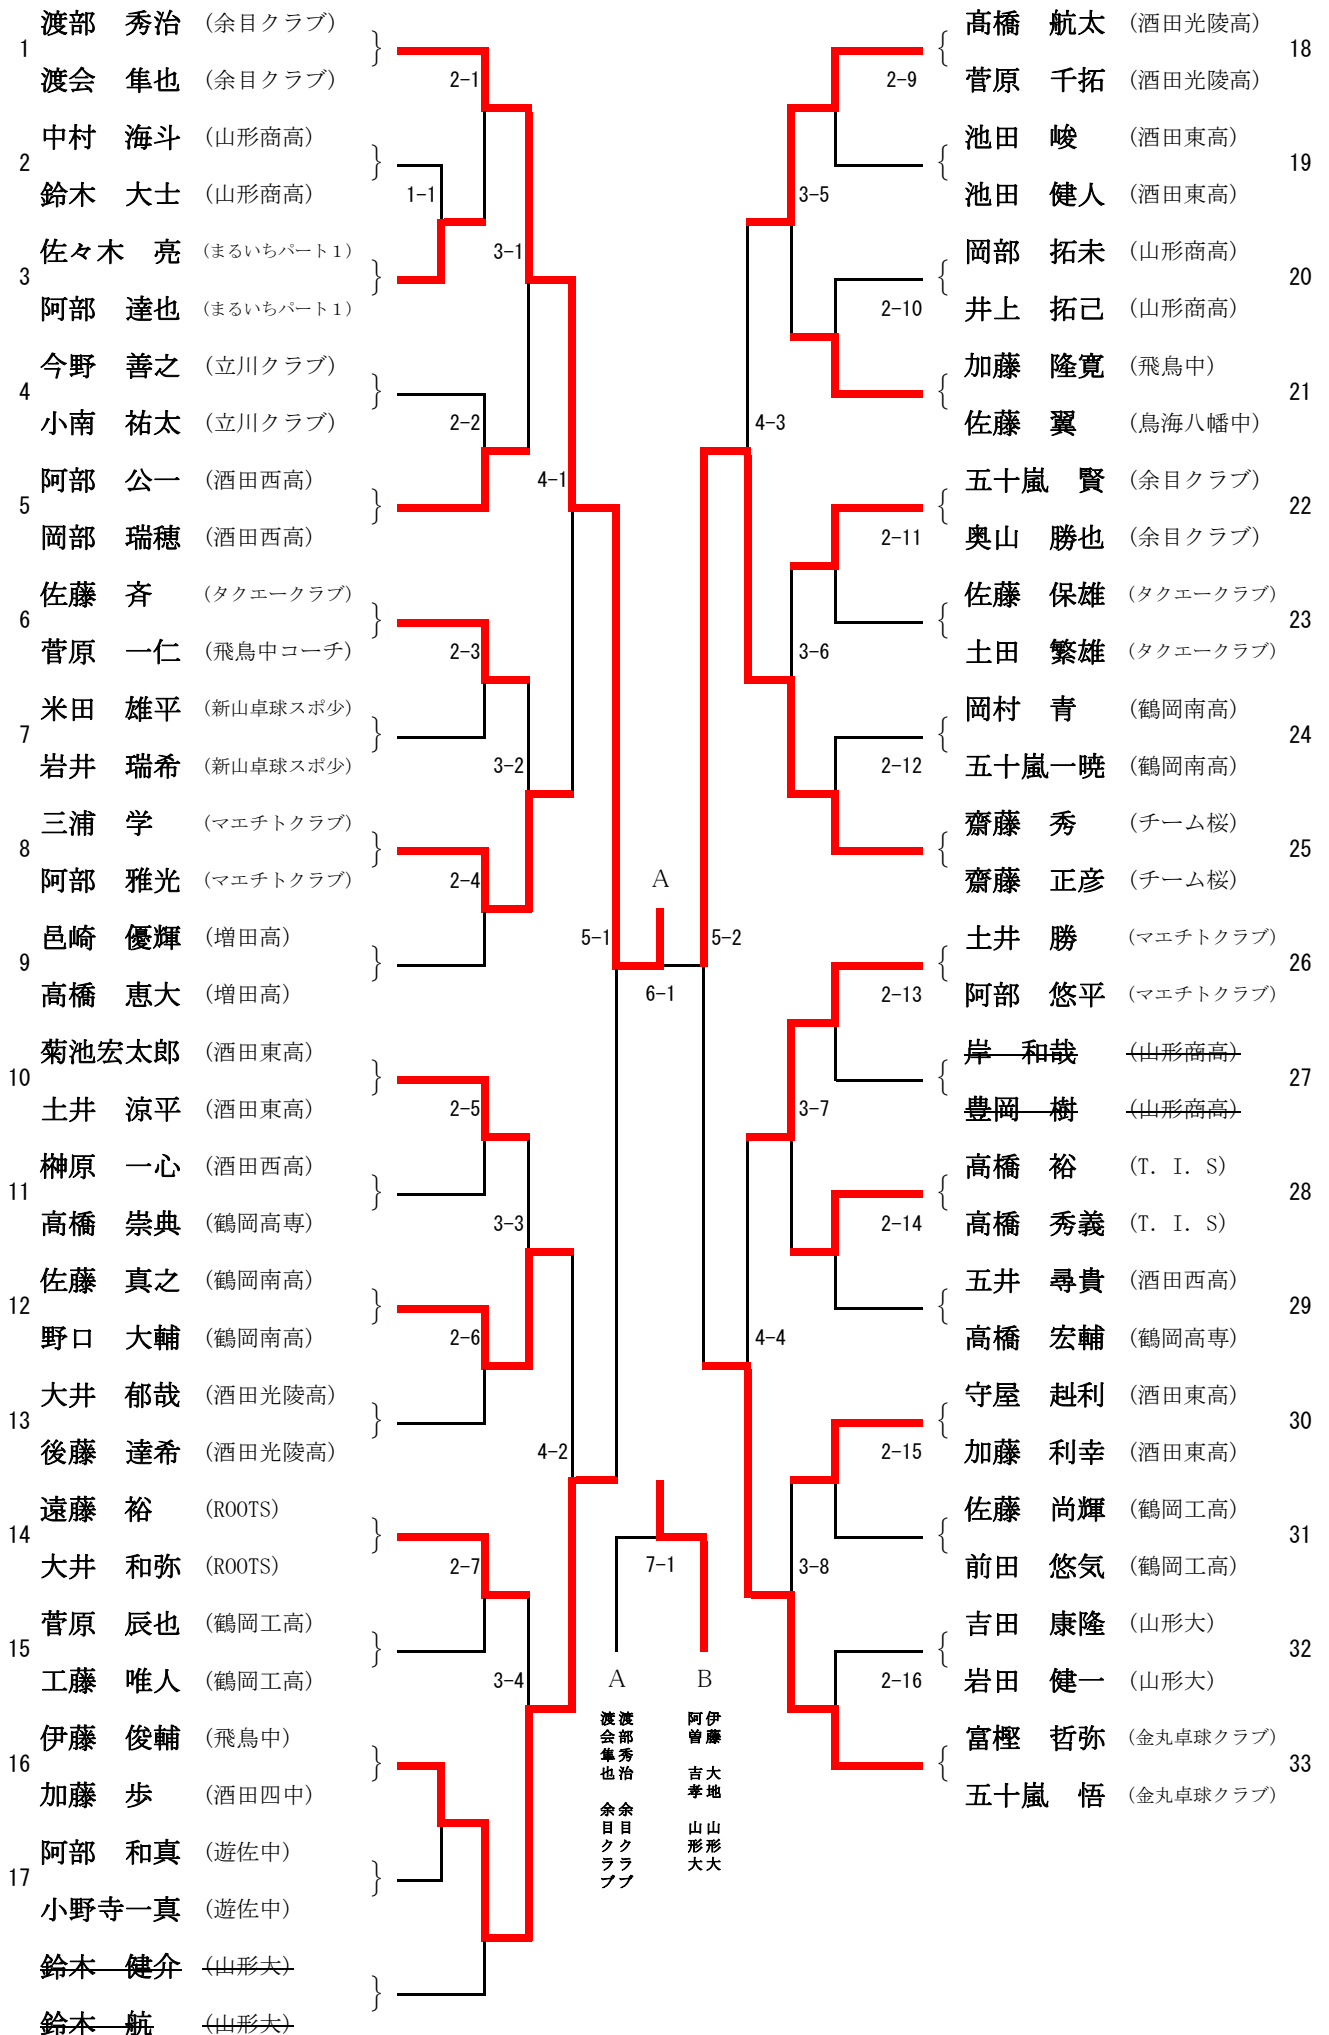 渡部　秀治 (余目クラブ)
1
渡会　隼也 (余目クラブ)
中村　海斗 (山形商高)
2
鈴木　大士 (山形商高)
佐々木　亮 (まるいちパート1)
3
阿部　達也 (まるいちパート1)
今野　善之 (立川クラブ)
4
小南　祐太 (立川クラブ)
阿部　公一 (酒田西高)
5
岡部　瑞穂 (酒田西高)
佐藤　斉 (タクエークラブ)
6
菅原　一仁 (飛鳥中コーチ)
米田　雄平 (新山卓球スポ少)
7
岩井　瑞希 (新山卓球スポ少)
三浦　学 (マエチトクラブ)
8
阿部　雅光 (マエチトクラブ)
邑崎　優輝 (増田高)
9
高橋　恵大 (増田高)
菊池宏太郎 (酒田東高)
10
土井　涼平 (酒田東高)
榊原　一心 (酒田西高)
11
高橋　崇典 (鶴岡高専)
佐藤　真之 (鶴岡南高)
12
野口　大輔 (鶴岡南高)
大井　郁哉 (酒田光陵高)
13
後藤　達希 (酒田光陵高)
遠藤　裕 (ROOTS)
14
大井　和弥 (ROOTS)
菅原　辰也 (鶴岡工高)
15
工藤　唯人 (鶴岡工高)
伊藤　俊輔 (飛鳥中)
16
加藤　歩 (酒田四中)
阿部　和真 (遊佐中)
17
小野寺一真 (遊佐中)
鈴木　健介 (山形大)
鈴木　航 (山形大)
1-1
2-1
2-2
2-3
2-4
2-5
2-6
2-7
3-1
3-2
3-3
3-4
4-1
4-2
5-1
A
6-1
5-2
7-1
A
B
渡部秀治　余目クラブ
渡会隼也　余目クラブ
伊藤　大地　山形大
阿曽　吉孝　山形大
4-3
4-4
3-5
3-6
3-7
3-8
2-9
2-10
2-11
2-12
2-13
2-14
2-15
2-16
髙橋　航太 (酒田光陵高)
18
菅原　千拓 (酒田光陵高)
池田　峻 (酒田東高)
19
池田　健人 (酒田東高)
岡部　拓未 (山形商高)
20
井上　拓己 (山形商高)
加藤　隆寛 (飛鳥中)
21
佐藤　翼 (鳥海八幡中)
五十嵐　賢 (余目クラブ)
22
奥山　勝也 (余目クラブ)
佐藤　保雄 (タクエークラブ)
23
土田　繁雄 (タクエークラブ)
岡村　青 (鶴岡南高)
24
五十嵐一暁 (鶴岡南高)
齋藤　秀 (チーム桜)
25
齋藤　正彦 (チーム桜)
土井　勝 (マエチトクラブ)
26
阿部　悠平 (マエチトクラブ)
岸　和哉 (山形商高)
27
豊岡　樹 (山形商高)
高橋　裕 (T. I. S)
28
高橋　秀義 (T. I. S)
五井　尋貴 (酒田西高)
29
高橋　宏輔 (鶴岡高専)
守屋　赳利 (酒田東高)
30
加藤　利幸 (酒田東高)
佐藤　尚輝 (鶴岡工高)
31
前田　悠気 (鶴岡工高)
吉田　康隆 (山形大)
32
岩田　健一 (山形大)
富樫　哲弥 (金丸卓球クラブ)
33
五十嵐　悟 (金丸卓球クラブ)